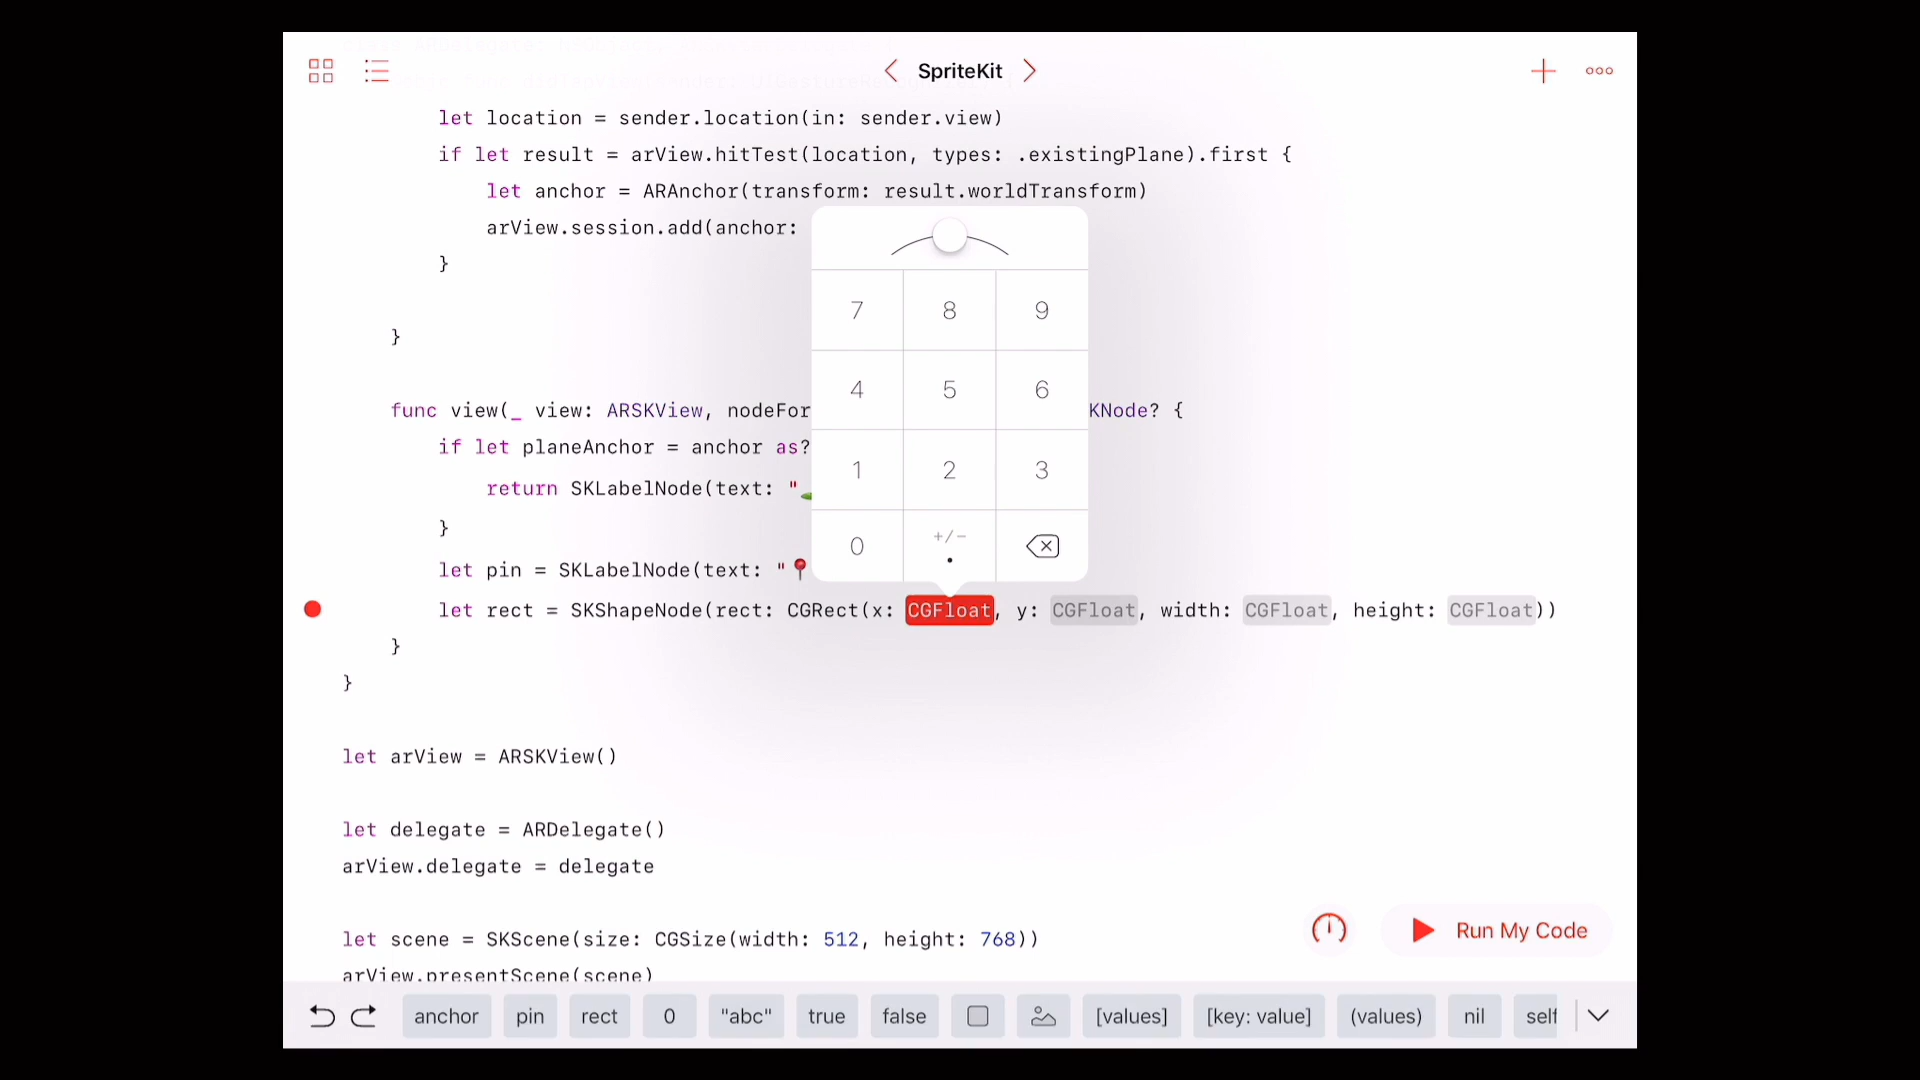 SpriteKit
let location = sender.location(in: sender.view)
if let result = arView.hitTest(location, types: .existingPlane).first {
let anchor = ARAnchor(transform: result.worldTransform)
arView.session.add(anchor:
}
}
func view(_ view: ARSKView, nodeFor KNode? {
if let planeAnchor = anchor as?
return SKLabelNode(text: "
}
let pin = SKLabelNode(text: "📍
let rect = SKShapeNode(rect: CGRect(x: CGFloat, y: CGFloat, width: CGFloat, height: CGFloat))
}
}
7 8 9
4 5 6
1 2 3
+/−
0 .
let arView = ARSKView()
let delegate = ARDelegate()
arView.delegate = delegate
let scene = SKScene(size: CGSize(width: 512, height: 768))
arView.presentScene(scene)
Run My Code
anchor pin rect 0 "abc" true false [values] [key: value] (values) nil self